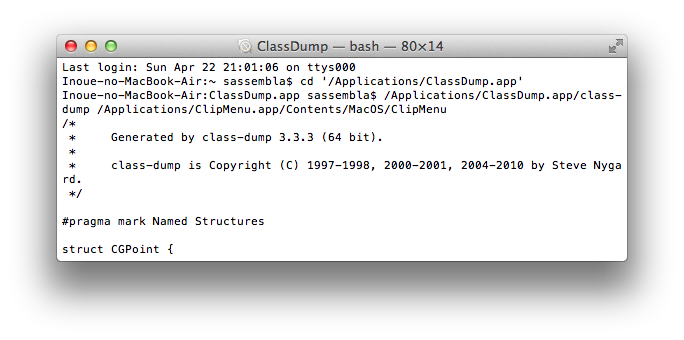 ClassDump — bash — 80×14
Last login: Sun Apr 22 21:01:06 on ttys000
Inoue-no-MacBook-Air:~ sassembla$ cd '/Applications/ClassDump.app'
Inoue-no-MacBook-Air:ClassDump.app sassembla$ /Applications/ClassDump.app/class-
dump /Applications/ClipMenu.app/Contents/MacOS/ClipMenu
/*
 *     Generated by class-dump 3.3.3 (64 bit).
 *
 *     class-dump is Copyright (C) 1997-1998, 2000-2001, 2004-2010 by Steve Nyga
rd.
 */
#pragma mark Named Structures
struct CGPoint {